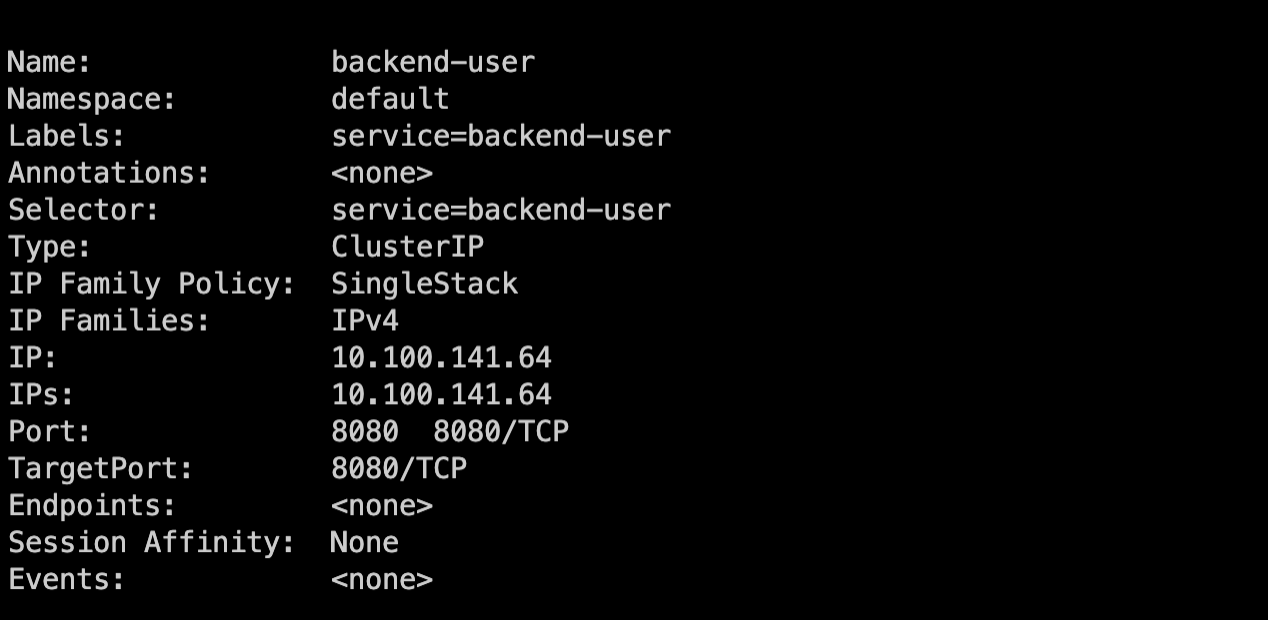 Name:              backend-user
Namespace:         default
Labels:            service=backend-user
Annotations:       <none>
Selector:          service=backend-user
Type:              ClusterIP
IP Family Policy:  SingleStack
IP Families:       IPv4
IP:                10.100.141.64
IPs:               10.100.141.64
Port:              8080  8080/TCP
TargetPort:        8080/TCP
Endpoints:         <none>
Session Affinity:  None
Events:            <none>